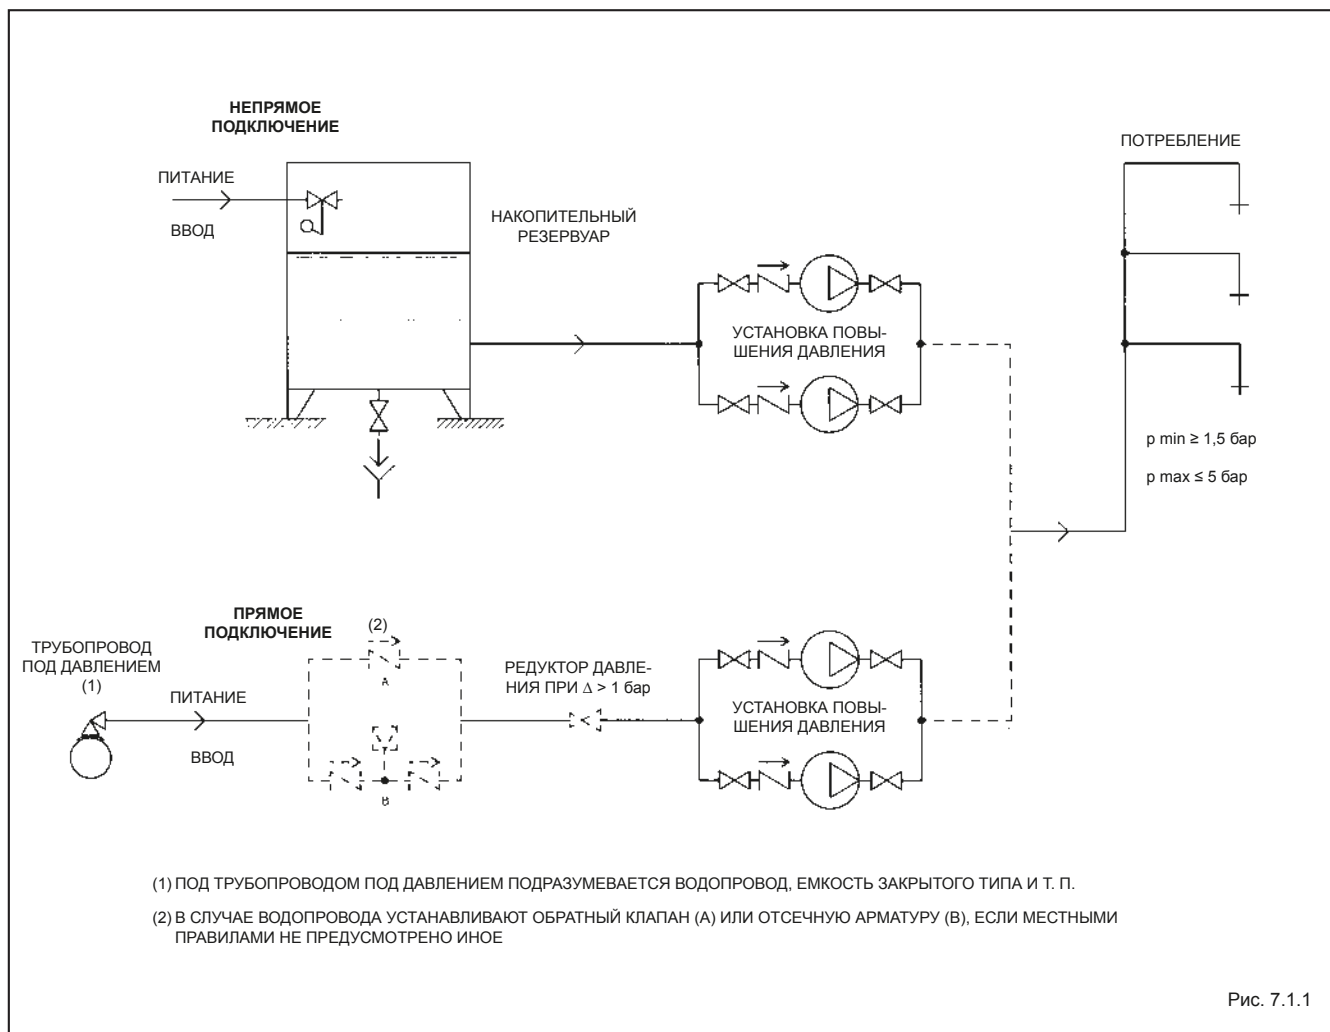 НЕПРЯМОЕ
ПОДКЛЮЧЕНИЕ
ПИТАНИЕ
ВВОД
НАКОПИТЕЛЬНЫЙ
РЕЗЕРВУАР
УСТАНОВКА ПОВЫ-
ШЕНИЯ ДАВЛЕНИЯ
ПОТРЕБЛЕНИЕ
p min ≥ 1,5 бар
p max ≤ 5 бар
ПРЯМОЕ
ПОДКЛЮЧЕНИЕ
(2)
A
B
ТРУБОПРОВОД
ПОД ДАВЛЕНИЕМ
(1)
ПИТАНИЕ
ВВОД
РЕДУКТОР ДАВЛЕ-
НИЯ ПРИ Δ > 1 бар
УСТАНОВКА ПОВЫ-
ШЕНИЯ ДАВЛЕНИЯ
(1) ПОД ТРУБОПРОВОДОМ ПОД ДАВЛЕНИЕМ ПОДРАЗУМЕВАЕТСЯ ВОДОПРОВОД, ЕМКОСТЬ ЗАКРЫТОГО ТИПА И Т. П.
(2) В СЛУЧАЕ ВОДОПРОВОДА УСТАНАВЛИВАЮТ ОБРАТНЫЙ КЛАПАН (А) ИЛИ ОТСЕЧНУЮ АРМАТУРУ (В), ЕСЛИ МЕСТНЫМИ
ПРАВИЛАМИ НЕ ПРЕДУСМОТРЕНО ИНОЕ
Рис. 7.1.1